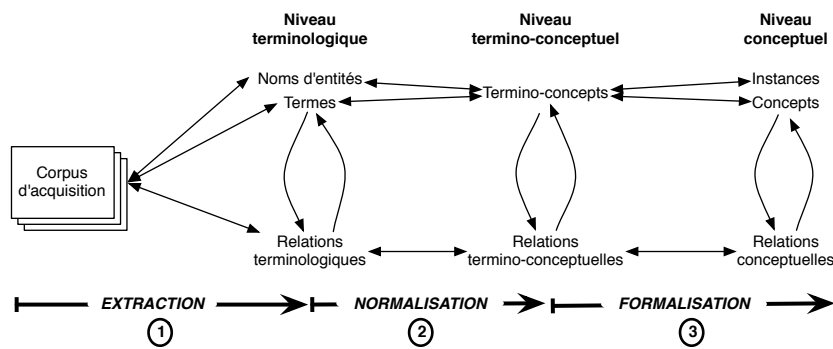 Niveau
terminologique
Niveau
termino-conceptuel
Niveau
conceptuel
Noms d'entités
Termes
Termino-concepts
Instances
Concepts
Corpus
d'acquisition
Relations
terminologiques
Relations
termino-conceptuelles
Relations
conceptuelles
EXTRACTION
NORMALISATION
FORMALISATION
1
2
3